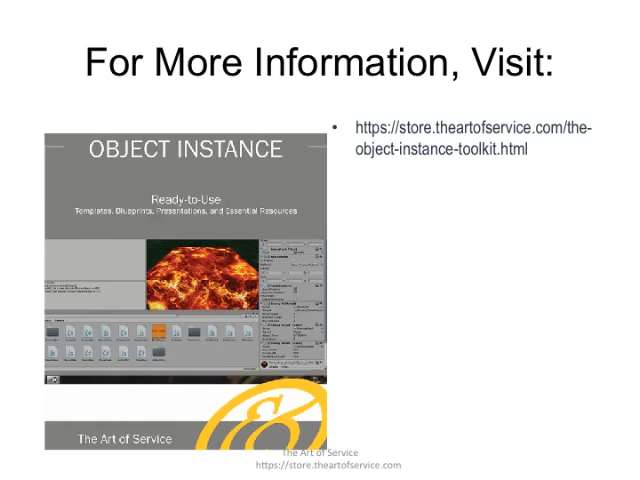 For More Information, Visit:
• https://store.theartofservice.com/the-
object-instance-toolkit.html
OBJECT INSTANCE
Ready-to-Use
Templates, Blueprints, Presentations, and Essential Resources
The Art of Service
The Art of Service
https://store.theartofservice.com